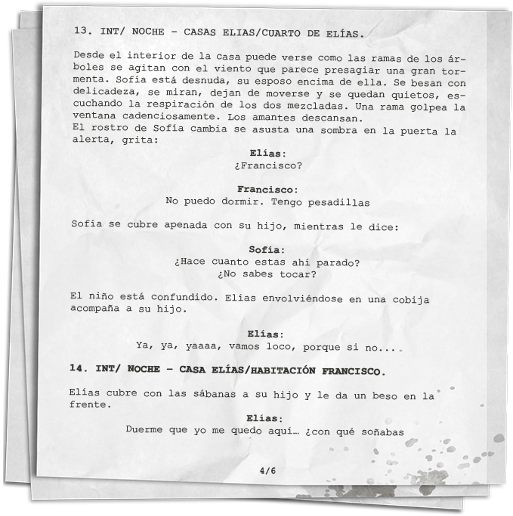 13. INT/ NOCHE – CASAS ELIAS/CUARTO DE ELÍAS.
Desde el interior de la casa puede verse como las ramas de los ár-
boles se agitan con el viento que parece presagiar una gran tor-
menta. Sofía está desnuda, su esposo encima de ella. Se besan con
delicadeza, se miran, dejan de moverse y se quedan quietos, es-
cuchando la respiración de los dos mezcladas. Una rama golpea la
ventana cadenciosamente. Los amantes descansan.
El rostro de Sofía cambia se asusta una sombra en la puerta la
alerta, grita:
Elías:
¿Francisco?
Francisco:
No puedo dormir. Tengo pesadillas
Sofía se cubre apenada con su hijo, mientras le dice:
Sofía:
¿Hace cuanto estas ahí parado?
¿No sabes tocar?
El niño está confundido. Elías envolviéndose en una cobija
acompaña a su hijo.
Elías:
Ya, ya, yaaaa, vamos loco, porque si no....
14. INT/ NOCHE – CASA ELÍAS/HABITACIÓN FRANCISCO.
Elías cubre con las sábanas a su hijo y le da un beso en la
frente.
Elías:
Duerme que yo me quedo aquí… ¿con qué soñabas
4/6